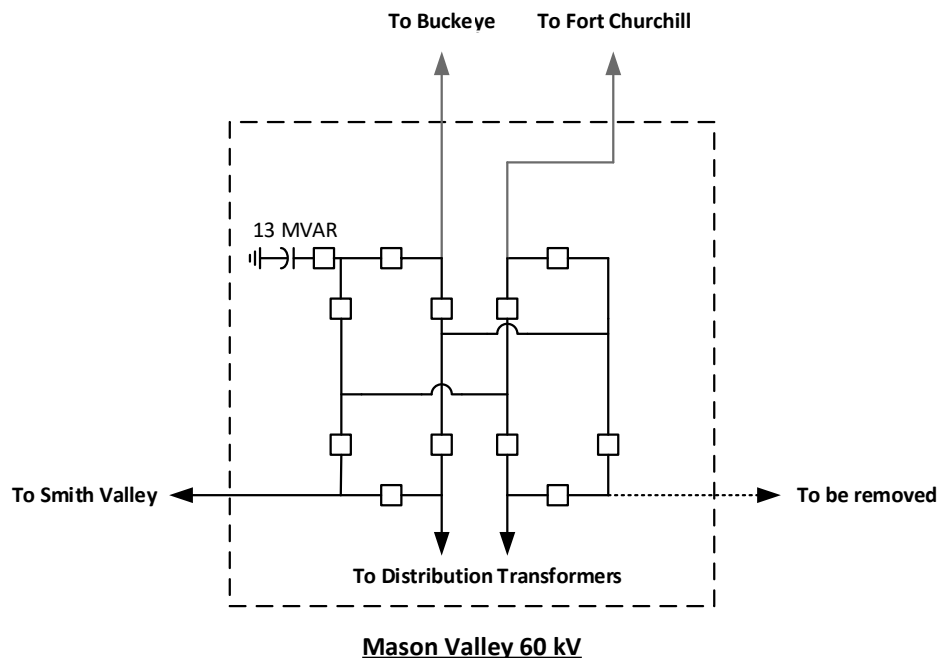 To Buckeye
To Fort Churchill
13 MVAR
To Smith Valley
To be removed
To Distribution Transformers
Mason Valley 60 kV